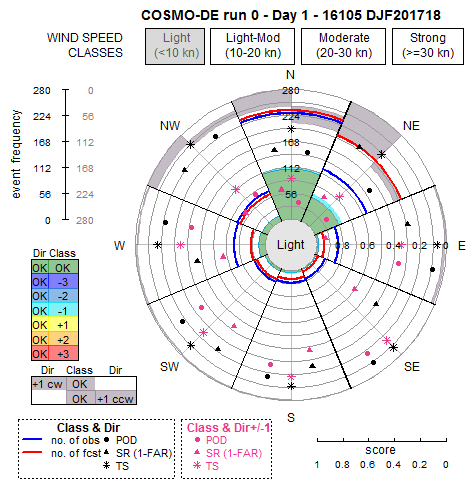 COSMO-DE run 0 - Day 1 - 16105 DJF201718
WIND SPEED CLASSES
Light (<10 kn)
Light-Mod (10-20 kn)
Moderate (20-30 kn)
Strong (>=30 kn)
event frequency
280 0
224 56
168 112
112 168
56 224
0 280
N
NE
E
SE
S
SW
W
NW
280
224
168
112
56
Light
0.8 0.6 0.4 0.2
Dir Class
OK OK
OK -3
OK -2
OK -1
OK +1
OK +2
OK +3
Dir Class Dir
+1 cw OK
OK +1 ccw
Class & Dir
no. of obs POD
no. of fcst SR (1-FAR)
TS
Class & Dir+/-1
POD
SR (1-FAR)
TS
score
1 0.8 0.6 0.4 0.2 0